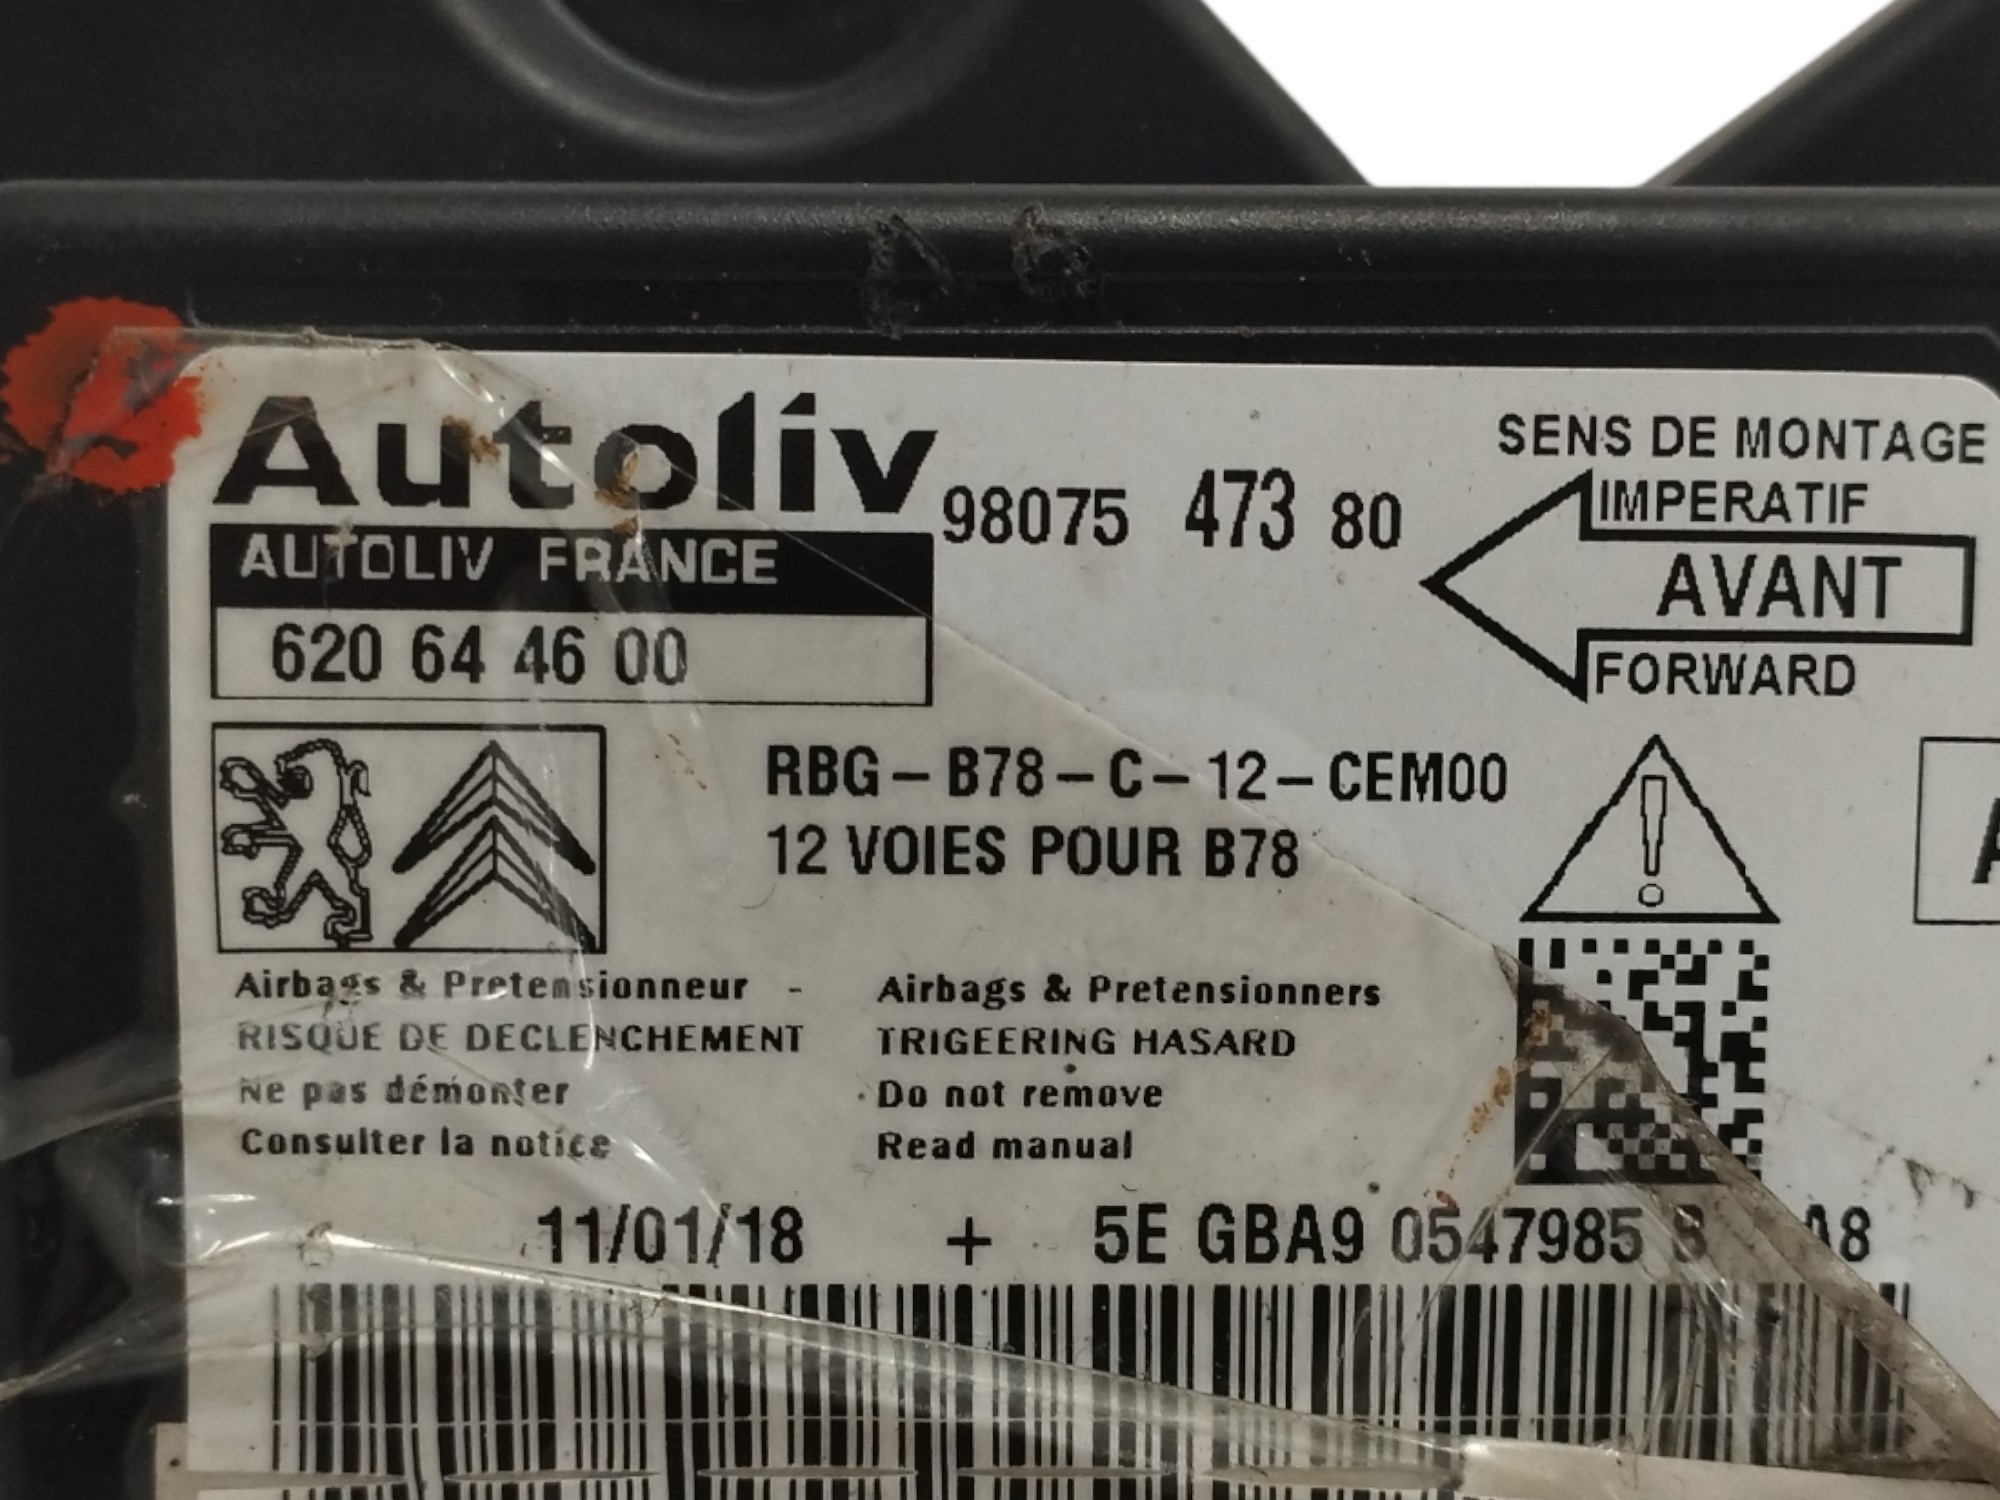 Autoliv
98075 473 80
SENS DE MONTAGE
IMPERATIF
AVANT
FORWARD
AUTOLIV FRANCE
620 64 46 00
RBG-B78-C-12-CEM00
12 VOIES POUR B78
Airbags & Pretensionneur -
RISQUE DE DECLENCHEMENT
Ne pas démonter
Consulter la notice
Airbags & Pretensionners
TRIGEERING HASARD
Do not remove
Read manual
11/01/18 + 5E GBA9 0547985 8 A8